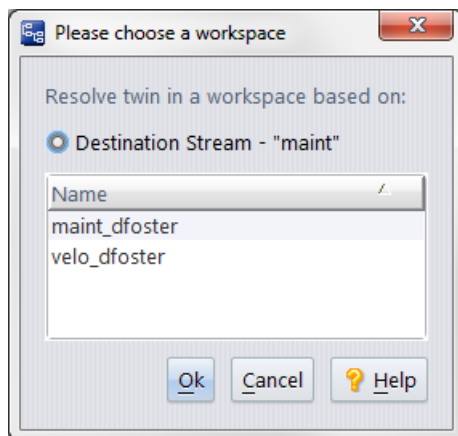 Please choose a workspace
Resolve twin in a workspace based on:
Destination Stream - "maint"
Name
maint_dfoster
velo_dfoster
Ok Cancel Help